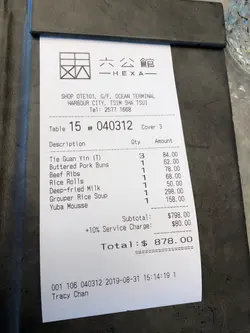 六公館
HEXA
SHOP OTE101, G/F, OCEAN TERMINAL
HARBOUR CITY, TSIM SHA TSUI
Tel: 2577 1668
Table 15 # 040312 Cover 3
Description Qty Amount
Tie Guan Yin (T) 3 84.00
Buttered Pork Buns 1 62.00
Beef Ribs 1 78.00
Rice Rolls 1 68.00
Deep-fried Milk 1 50.00
Grouper Rice Soup 1 298.00
Yuba Mousse 1 158.00
Subtotal: $798.00
+10% Service Charge: $80.00
Total:$ 878.00
001 106 040312 2019-08-31 15:14:19 1
Tracy Chan